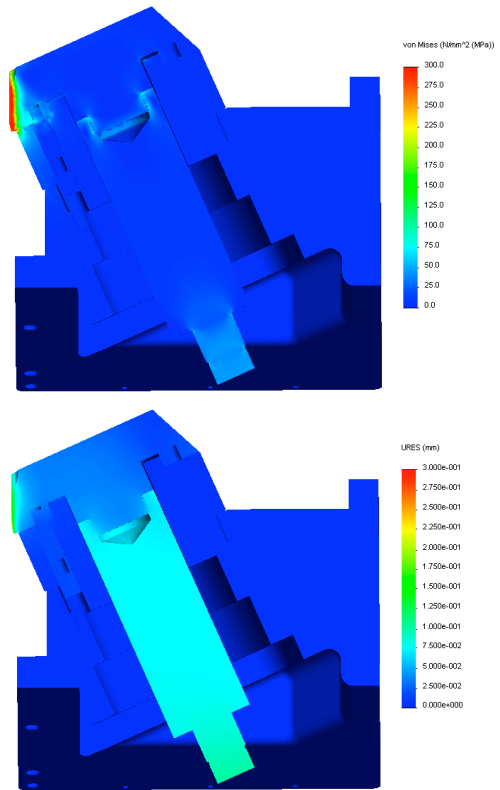 von Mises (N/mm^2 (MPa))
300.0
275.0
250.0
225.0
200.0
175.0
150.0
125.0
100.0
75.0
50.0
25.0
0.0
URES (mm)
3.000e-001
2.750e-001
2.500e-001
2.250e-001
2.000e-001
1.750e-001
1.500e-001
1.250e-001
1.000e-001
7.500e-002
5.000e-002
2.500e-002
0.000e+000